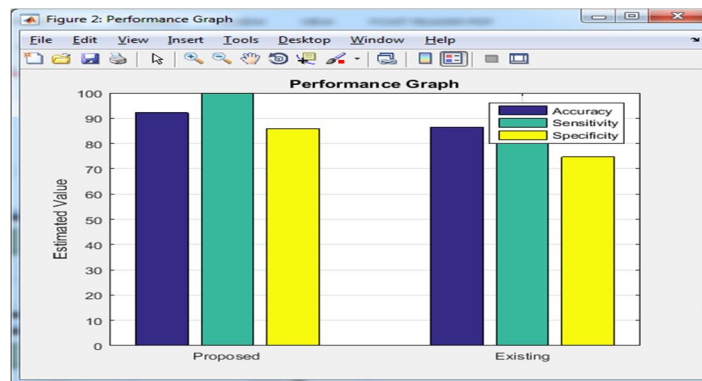 Figure 2: Performance Graph
File Edit View Insert Tools Desktop Window Help
Performance Graph
100
90
80
70
60
50
40
30
20
10
0
Estimated Value
Accuracy
Sensitivity
Specificity
Proposed Existing